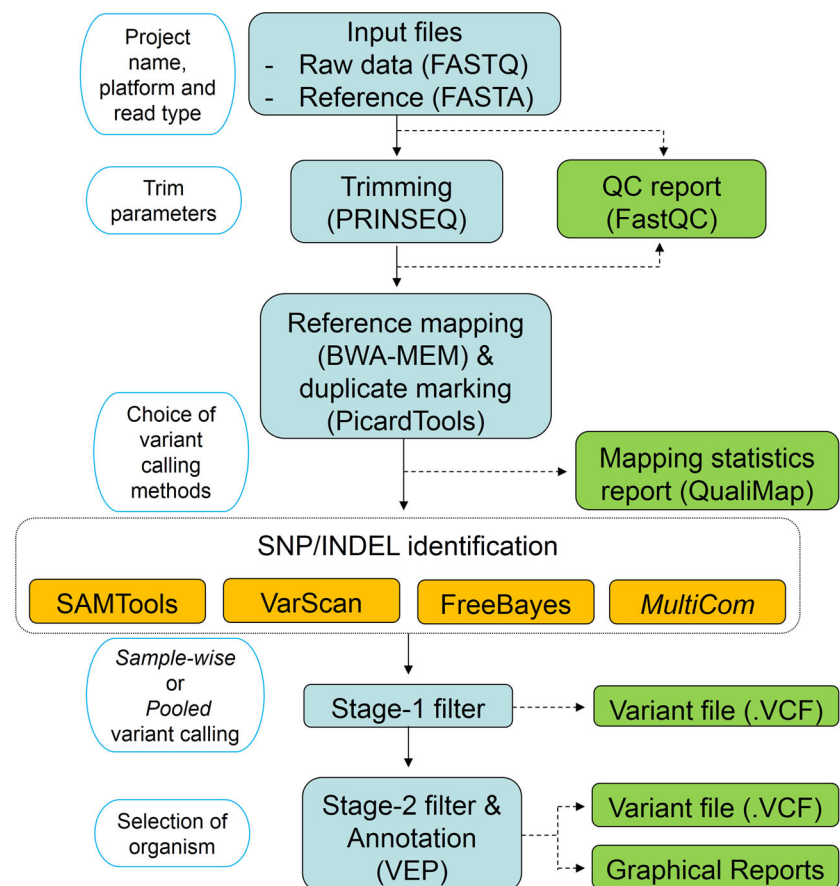 Project
name,
platform and
read type
Input files
- Raw data (FASTQ)
- Reference (FASTA)
Trim
parameters
Trimming
(PRINSEQ)
QC report
(FastQC)
Reference mapping
(BWA-MEM) &
duplicate marking
(PicardTools)
Choice of
variant
calling
methods
Mapping statistics
report (QualiMap)
SNP/INDEL identification
SAMTools
VarScan
FreeBayes
MultiCom
Sample-wise
or
Pooled
variant calling
Stage-1 filter
Variant file (.VCF)
Selection of
organism
Stage-2 filter &
Annotation
(VEP)
Variant file (.VCF)
Graphical Reports